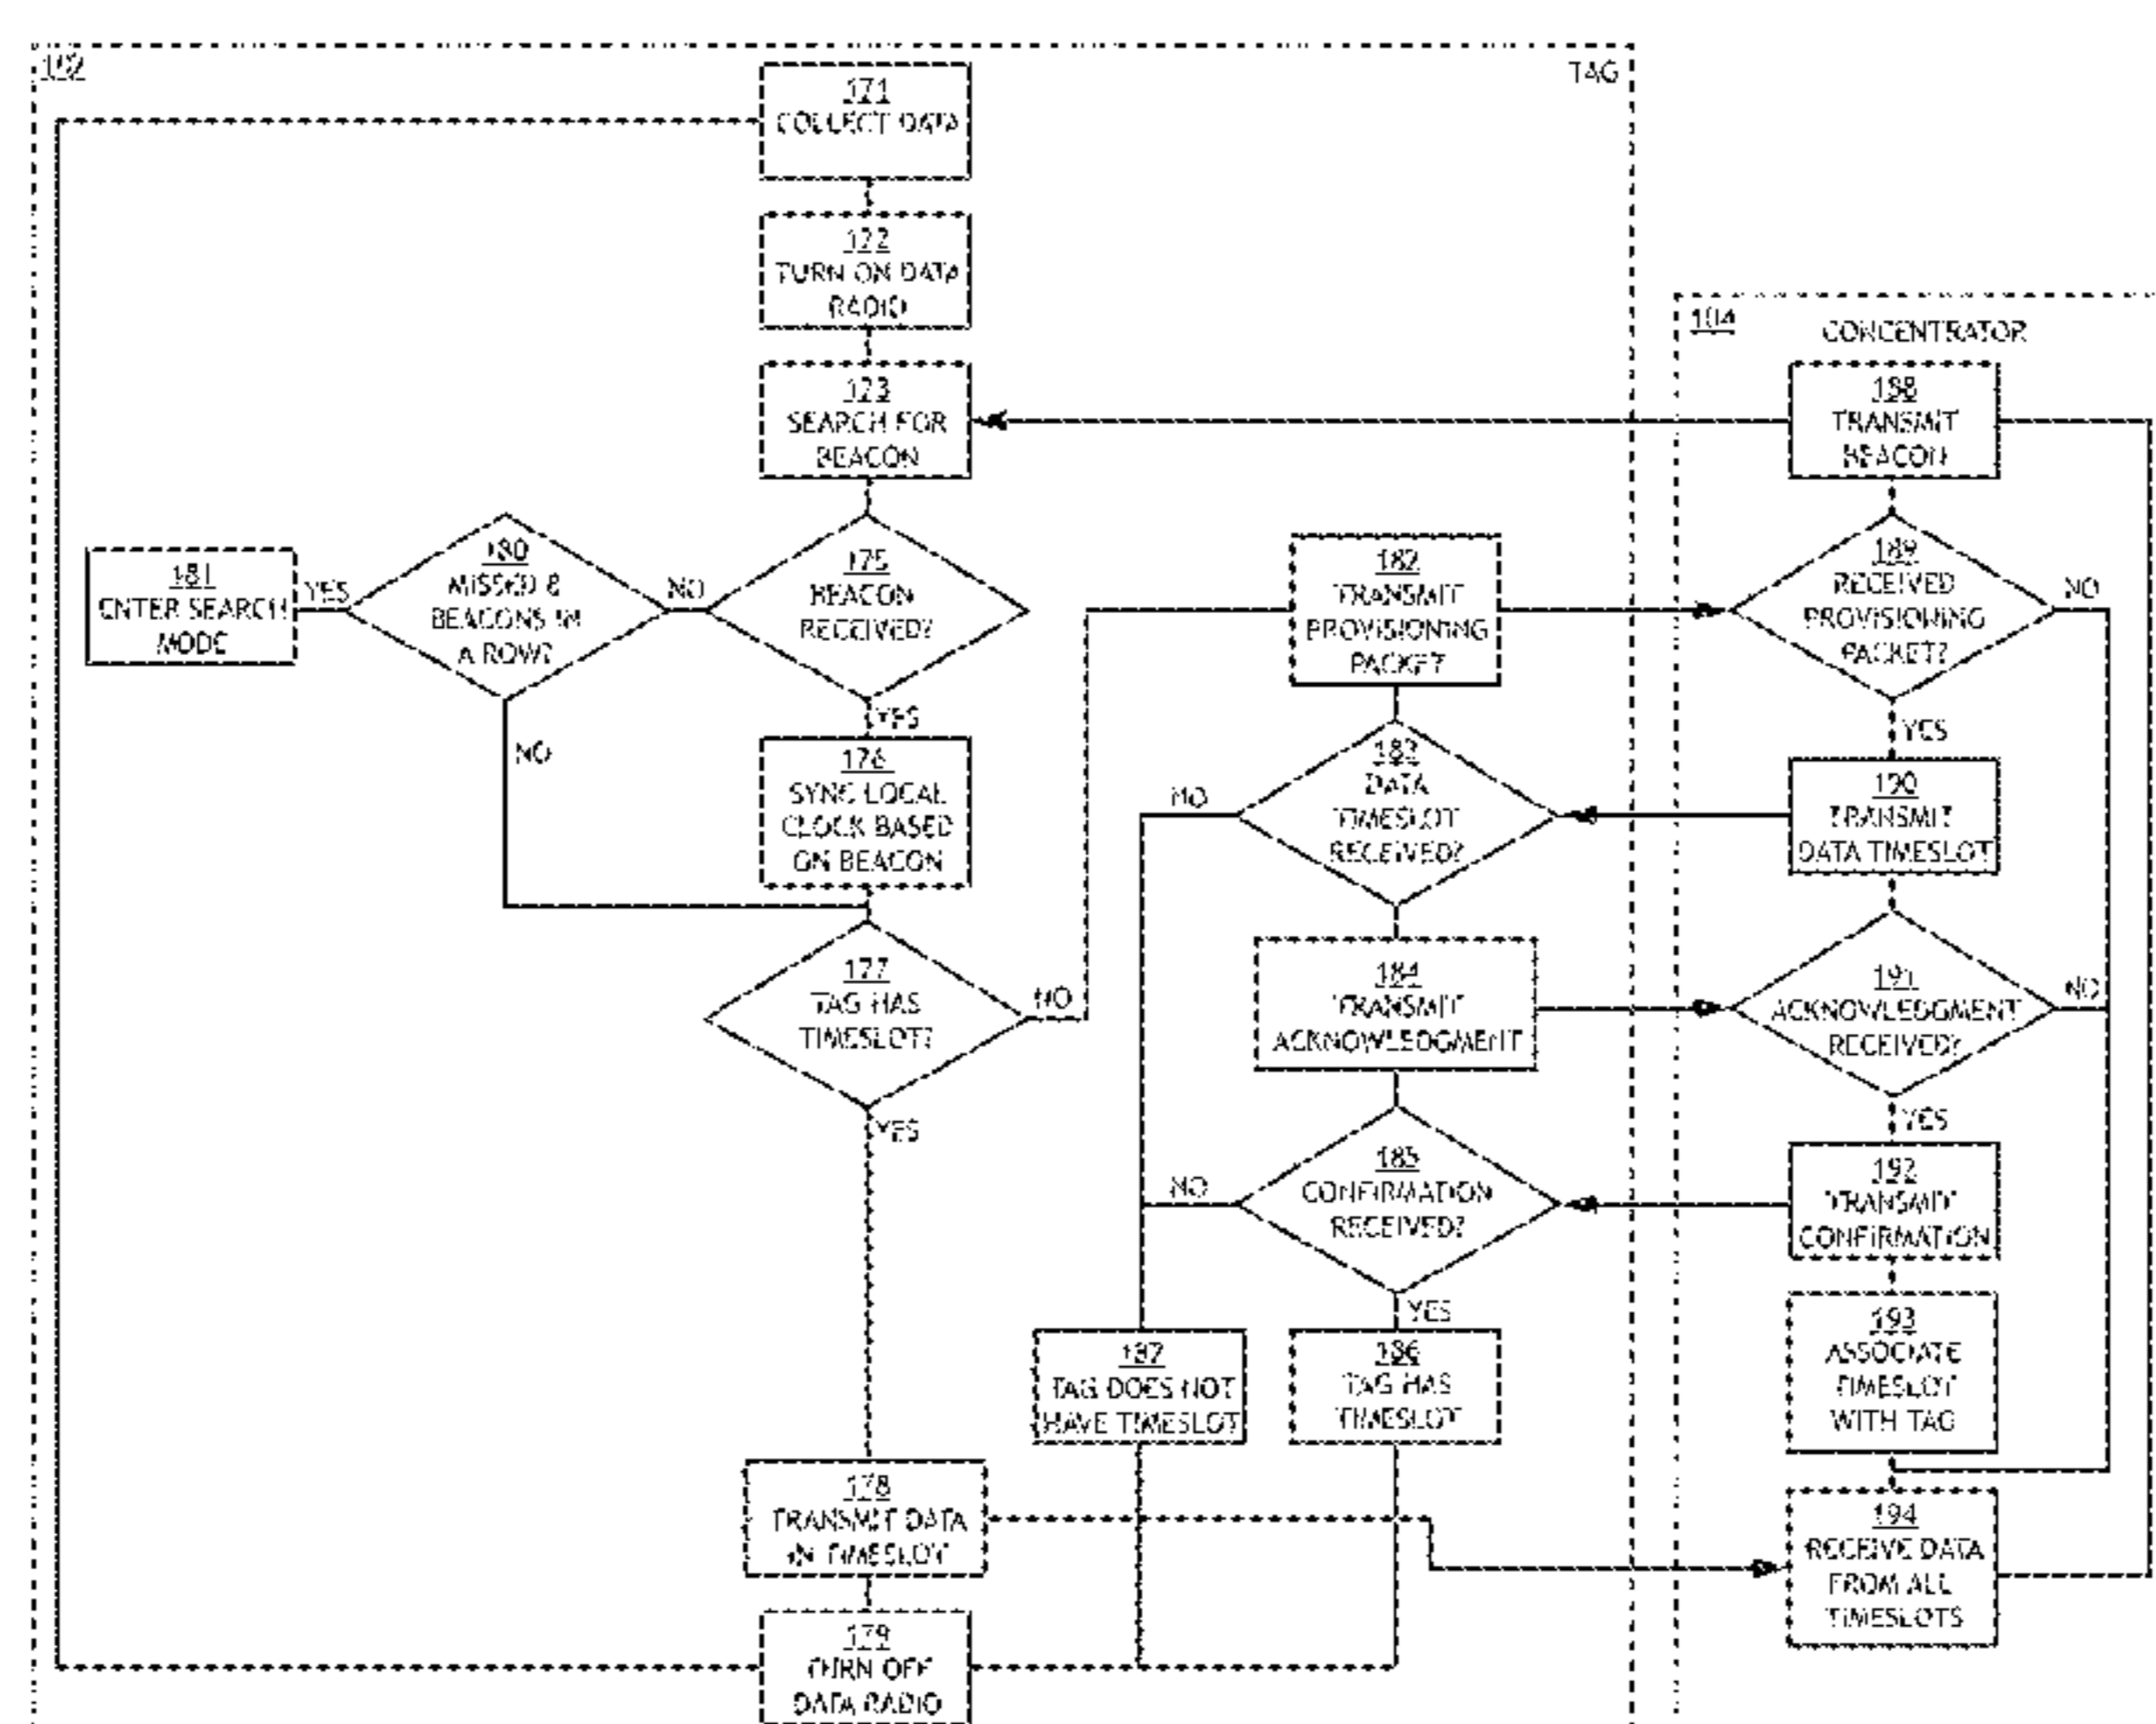 102
TAG
171
COLLECT DATA
172
TURN ON DATA
RADIO
173
SEARCH FOR
BEACON
175
BEACON
RECEIVED?
NO
YES
180
MISSED 8
BEACONS IN
A ROW?
YES
NO
181
ENTER SEARCH
MODE
176
SYNC LOCAL
CLOCK BASED
ON BEACON
177
TAG HAS
TIMESLOT?
NO
YES
178
TRANSMIT DATA
IN TIMESLOT
179
TURN OFF
DATA RADIO
182
TRANSMIT
PROVISIONING
PACKET
183
DATA
TIMESLOT
RECEIVED?
NO
184
TRANSMIT
ACKNOWLEDGMENT
185
CONFIRMATION
RECEIVED?
NO
YES
187
TAG DOES NOT
HAVE TIMESLOT
186
TAG HAS
TIMESLOT
104
CONCENTRATOR
188
TRANSMIT
BEACON
189
RECEIVED
PROVISIONING
PACKET?
NO
YES
190
TRANSMIT
DATA TIMESLOT
191
ACKNOWLEDGMENT
RECEIVED?
NO
YES
192
TRANSMIT
CONFIRMATION
193
ASSOCIATE
TIMESLOT
WITH TAG
194
RECEIVE DATA
FROM ALL
TIMESLOTS